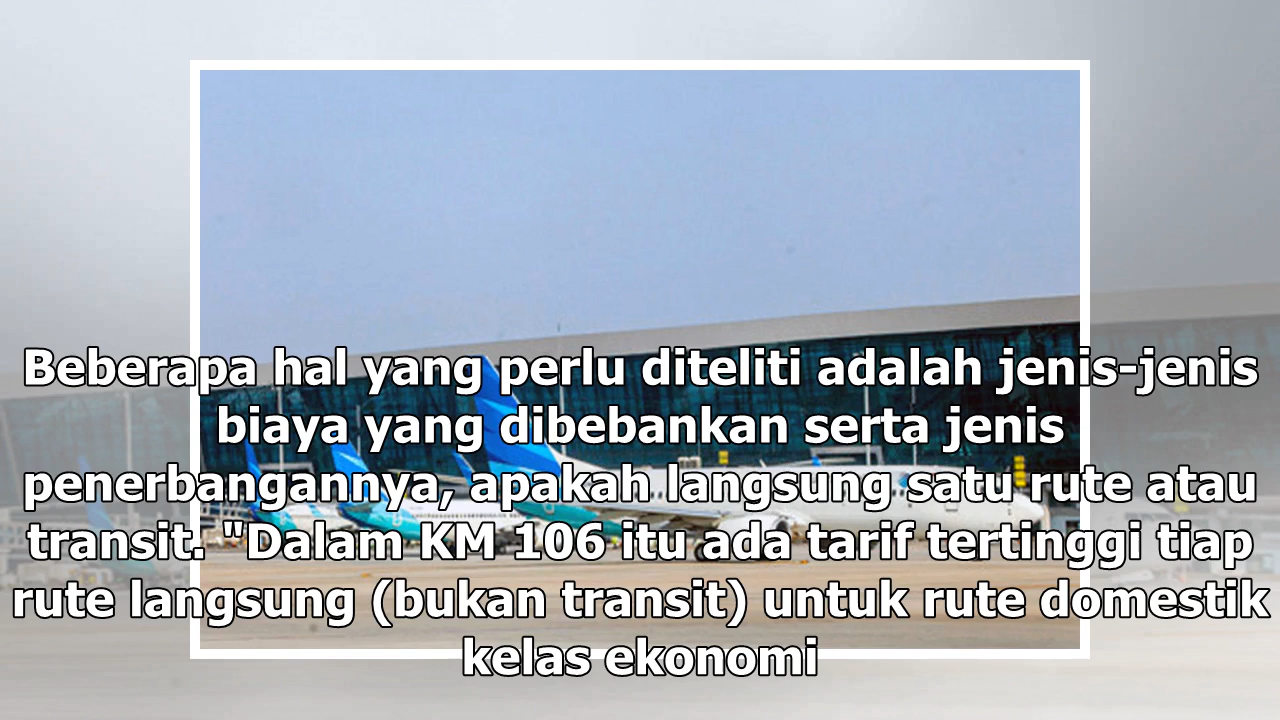 Beberapa hal yang perlu diteliti adalah jenis-jenis
biaya yang dibebankan serta jenis
penerbangannya, apakah langsung satu rute atau
transit. "Dalam KM 106 itu ada tarif tertinggi tiap
rute langsung (bukan transit) untuk rute domestik
kelas ekonomi